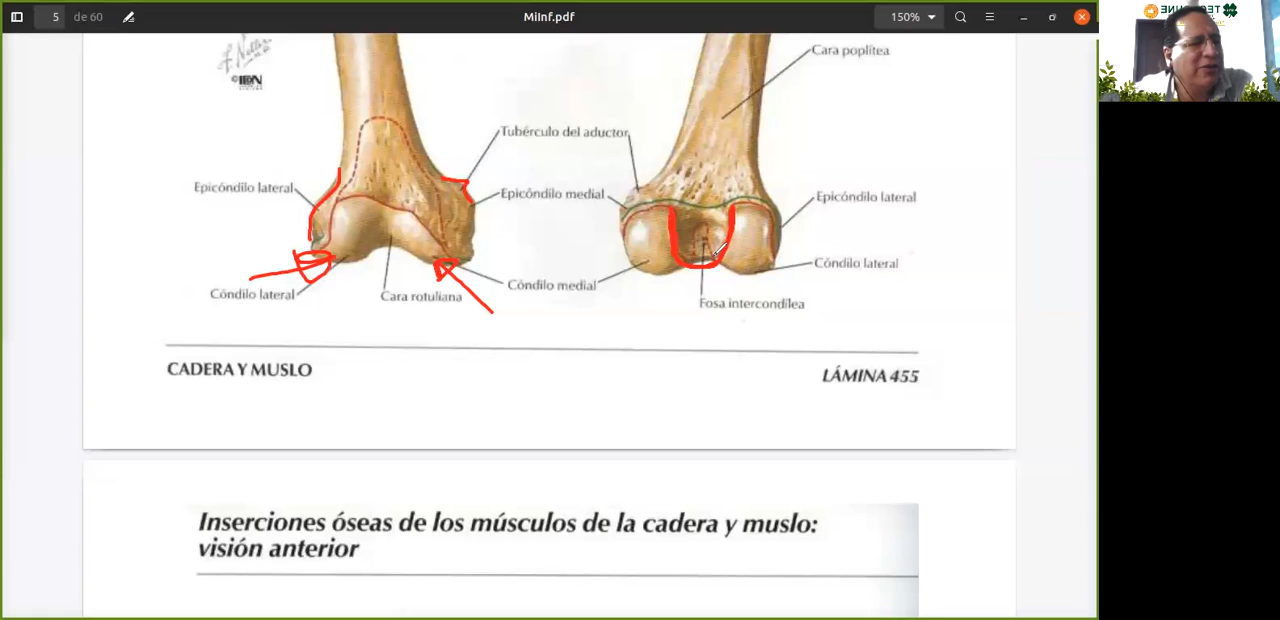 5 de 60
MiInf.pdf
150%
Cara poplítea
Tubérculo del aductor
Epicóndilo lateral
Epicóndilo medial
Epicóndilo lateral
Cóndilo lateral
Cara rotuliana
Cóndilo medial
Cóndilo lateral
Fosa intercondílea
CADERA Y MUSLO
LÁMINA 455
Inserciones óseas de los músculos de la cadera y muslo:
visión anterior